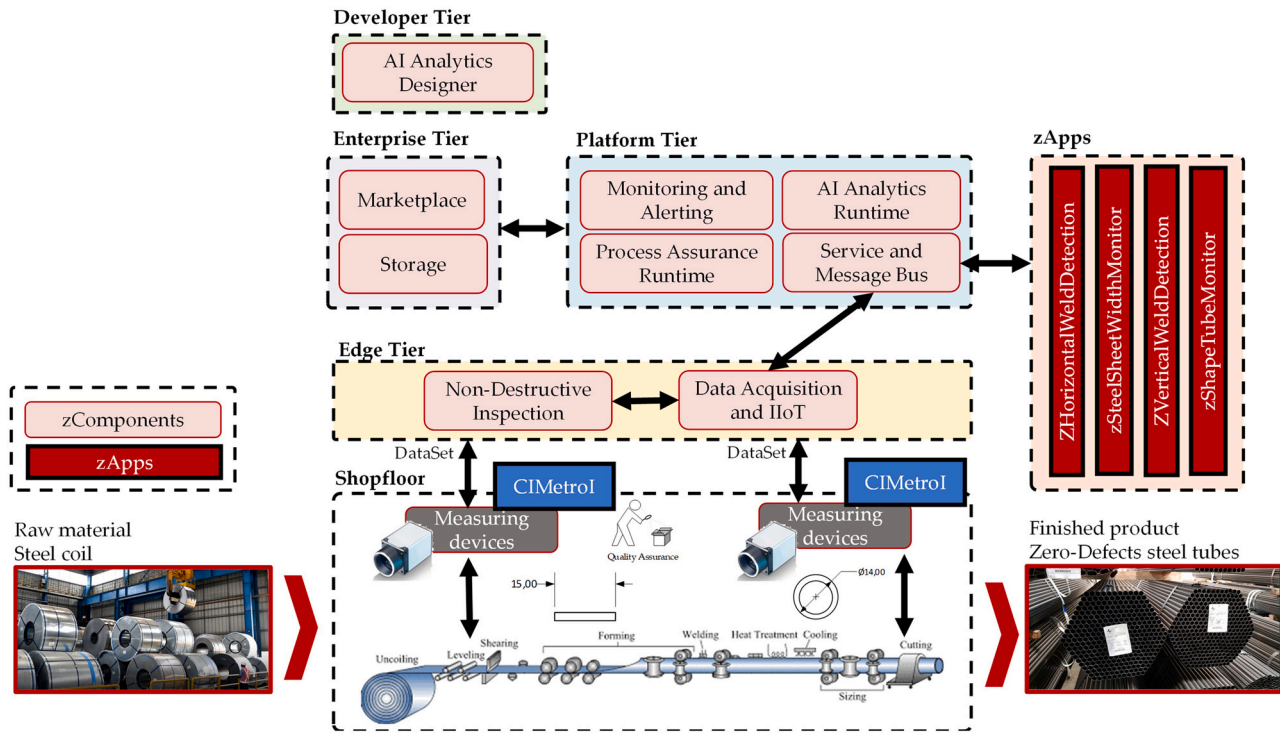 Developer Tier
AI Analytics
Designer
Enterprise Tier
Marketplace
Storage
Platform Tier
Monitoring and
Alerting
AI Analytics
Runtime
Process Assurance
Runtime
Service and
Message Bus
zApps
ZHorizontalWeldDetection
zSteelSheetWidthMonitor
ZVerticalWeldDetection
zShapeTubeMonitor
Edge Tier
Non-Destructive
Inspection
Data Acquisition
and IIoT
zComponents
zApps
DataSet
DataSet
Shopfloor
CIMetroI
CIMetroI
Measuring
devices
Quality Assurance
Measuring
devices
15,00
Ø14,00
Raw material
Steel coil
Finished product
Zero-Defects steel tubes
Uncoiling
Leveling
Shearing
Forming
Welding
Heat Treatment
Cooling
Sizing
Cutting